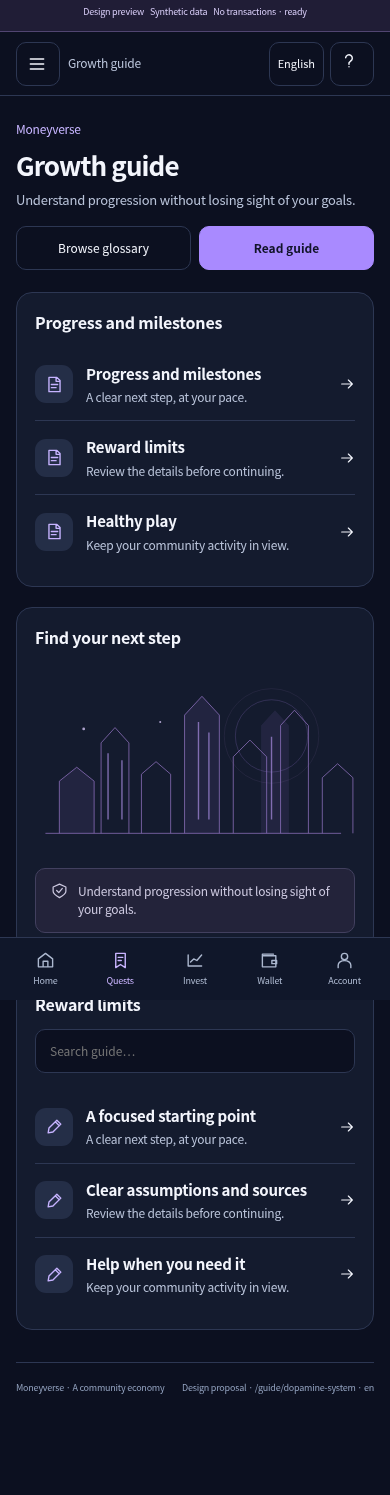 Design preview Synthetic data No transactions · ready
Growth guide
English
?
Moneyverse
Growth guide
Understand progression without losing sight of your goals.
Browse glossary
Read guide
Progress and milestones
Progress and milestones
A clear next step, at your pace.
Reward limits
Review the details before continuing.
Healthy play
Keep your community activity in view.
Find your next step
Understand progression without losing sight of
your goals.
Home
Quests
Invest
Wallet
Account
Reward limits
Search guide…
A focused starting point
A clear next step, at your pace.
Clear assumptions and sources
Review the details before continuing.
Help when you need it
Keep your community activity in view.
Moneyverse · A community economy
Design proposal · /guide/dopamine-system · en